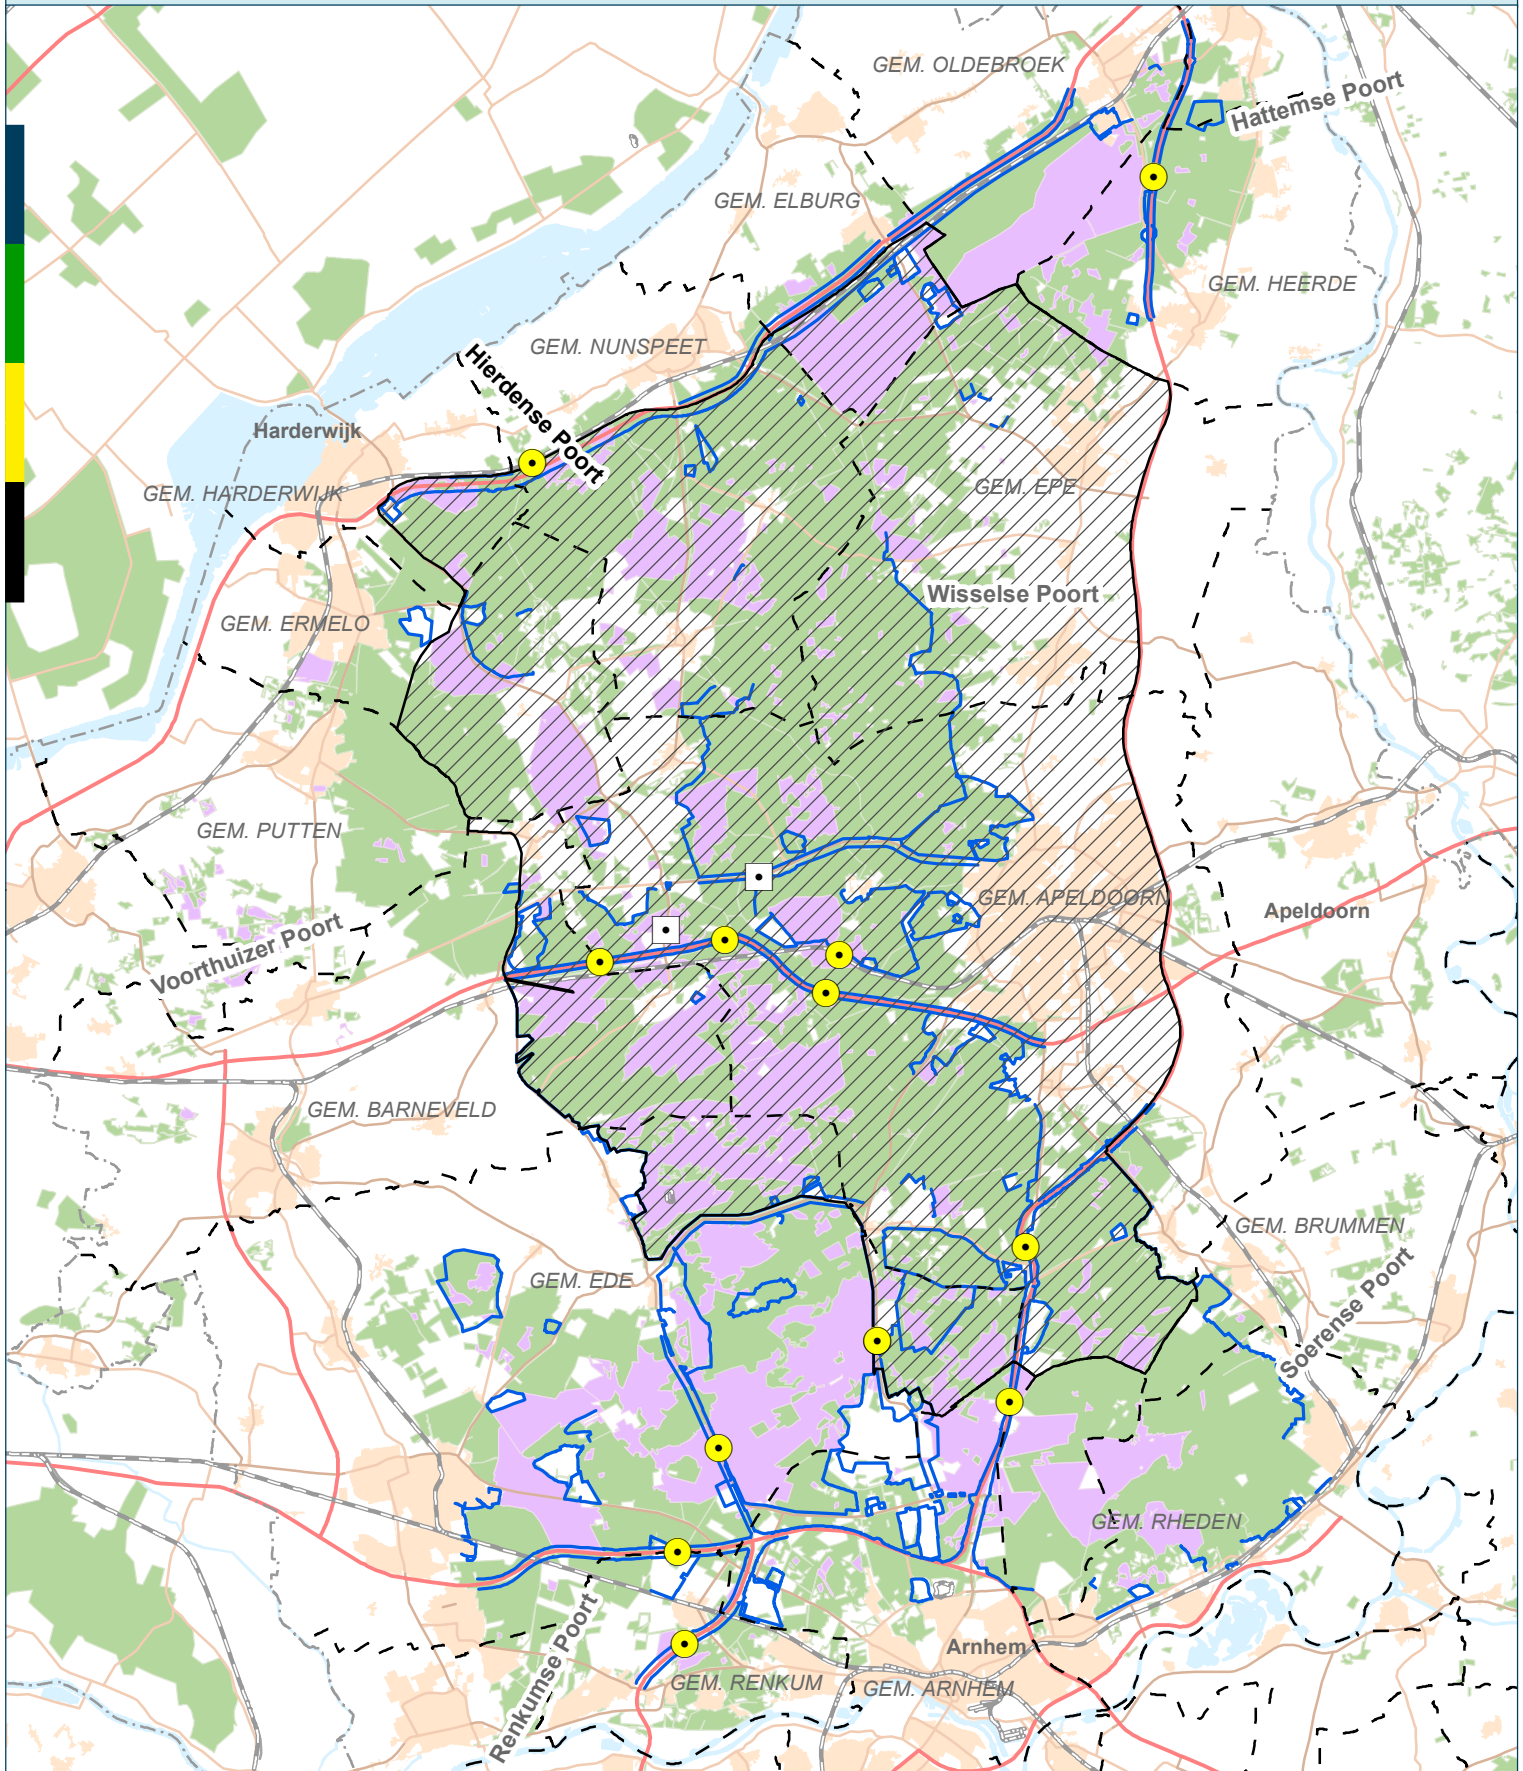 GEM. OLDEBROEK
Hattemse Poort
GEM. ELBURG
GEM. HEERDE
GEM. NUNSPEET
Hierdense Poort
Harderwijk
GEM. HARDERWIJK
GEM. EPE
Wisselse Poort
GEM. ERMELO
GEM. PUTTEN
GEM. APELDOORN
Apeldoorn
Voorthuizer Poort
GEM. BARNEVELD
GEM. BRUMMEN
GEM. EDE
Soerense Poort
GEM. RHEDEN
Renkumse Poort
Arnhem
GEM. RENKUM
GEM. ARNHEM